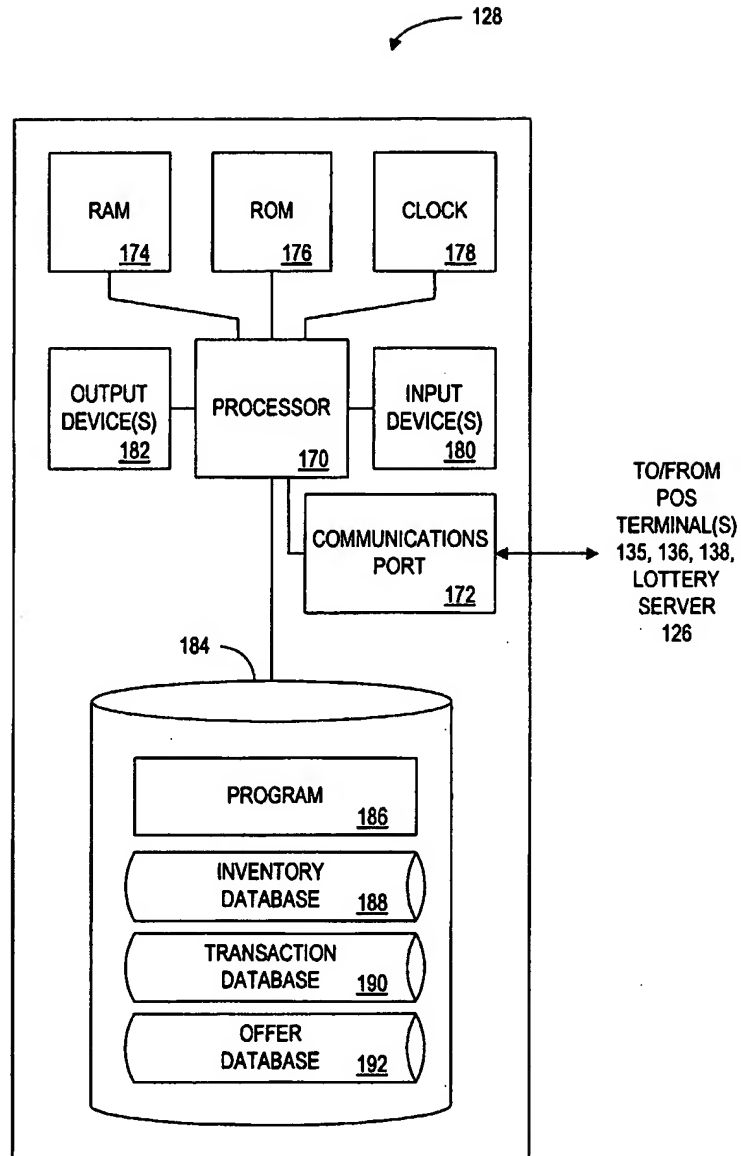 128
RAM
174
ROM
176
CLOCK
178
OUTPUT
DEVICE(S)
182
PROCESSOR
170
INPUT
DEVICE(S)
180
COMMUNICATIONS
PORT
172
TO/FROM
POS
TERMINAL(S)
135, 136, 138,
LOTTERY
SERVER
126
184
PROGRAM
186
INVENTORY
DATABASE
188
TRANSACTION
DATABASE
190
OFFER
DATABASE
192